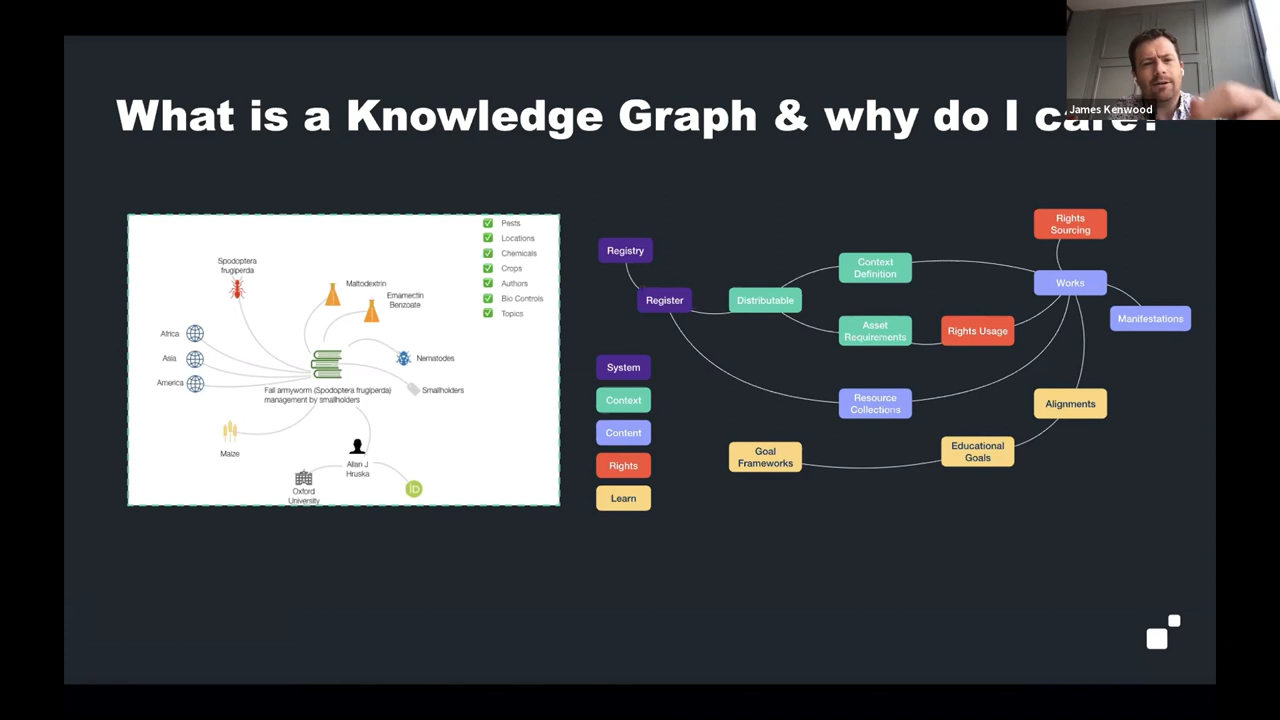 What is a Knowledge Graph & why do I care?
James Kenwood
Pests
Locations
Chemicals
Crops
Authors
Bio Controls
Topics
Spodoptera
frugiperda
Maltodextrin
Emamectin
Benzoate
Africa
Asia
America
Nematodes
Smallholders
Fall armyworm (Spodoptera frugiperda)
management by smallholders
Maize
Allan J
Hruska
Oxford
University
iD
Registry
Register
Distributable
Context
Definition
Asset
Requirements
Rights Usage
Rights
Sourcing
Works
Manifestations
Resource
Collections
Alignments
Educational
Goals
Goal
Frameworks
System
Context
Content
Rights
Learn